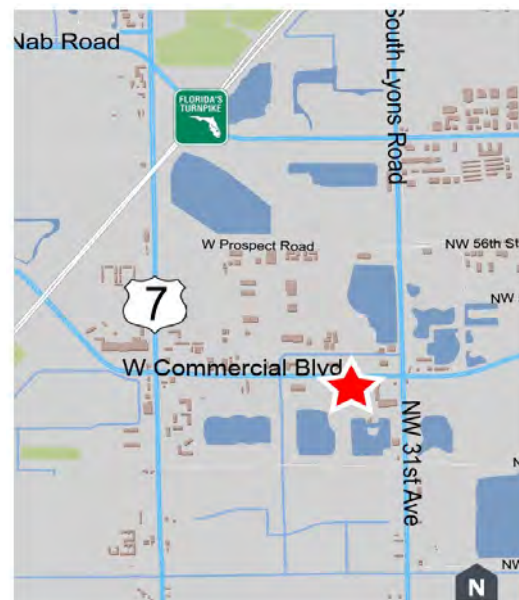 Nab Road
South Lyons Road
FLORIDA'S
TURNPIKE
W Prospect Road
NW 56th St
7
NW
W Commercial Blvd
NW 31st Ave
N
NW
N